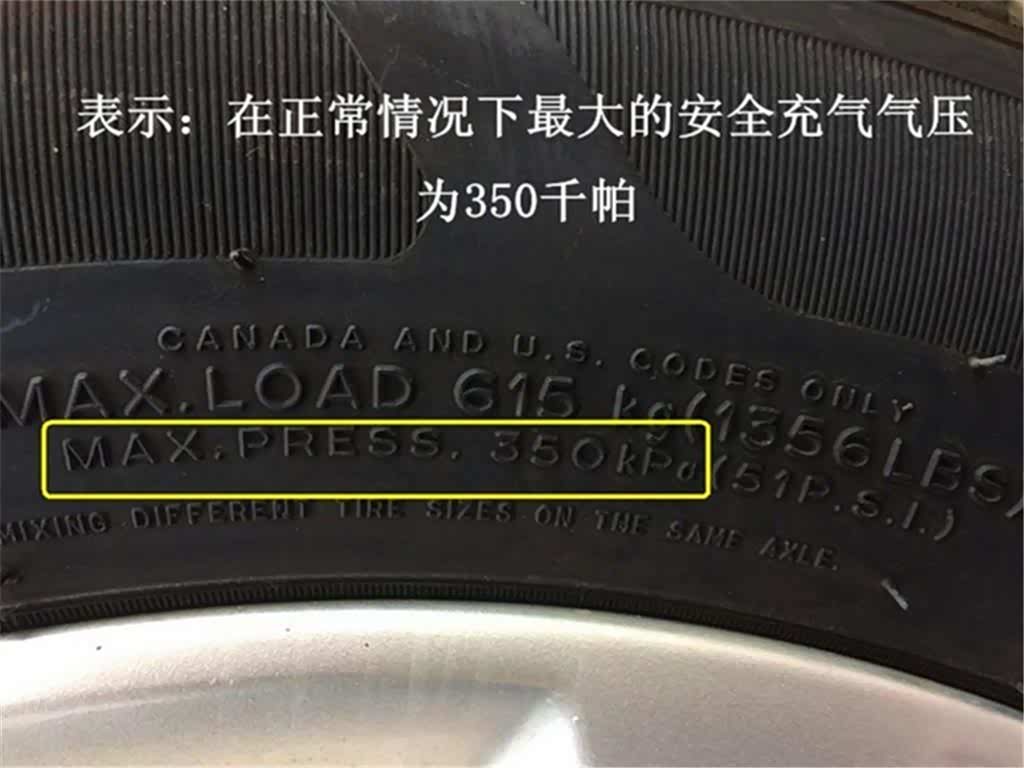 表示：在正常情况下最大的安全充气气压
为350千帕
CANADA AND U.S. CODES ONLY
MAX.LOAD 615 kg(1356LBS)
MAX.PRESS. 350kPa(51P.S.I.)
MIXING DIFFERENT TIRE SIZES ON THE SAME AXLE.